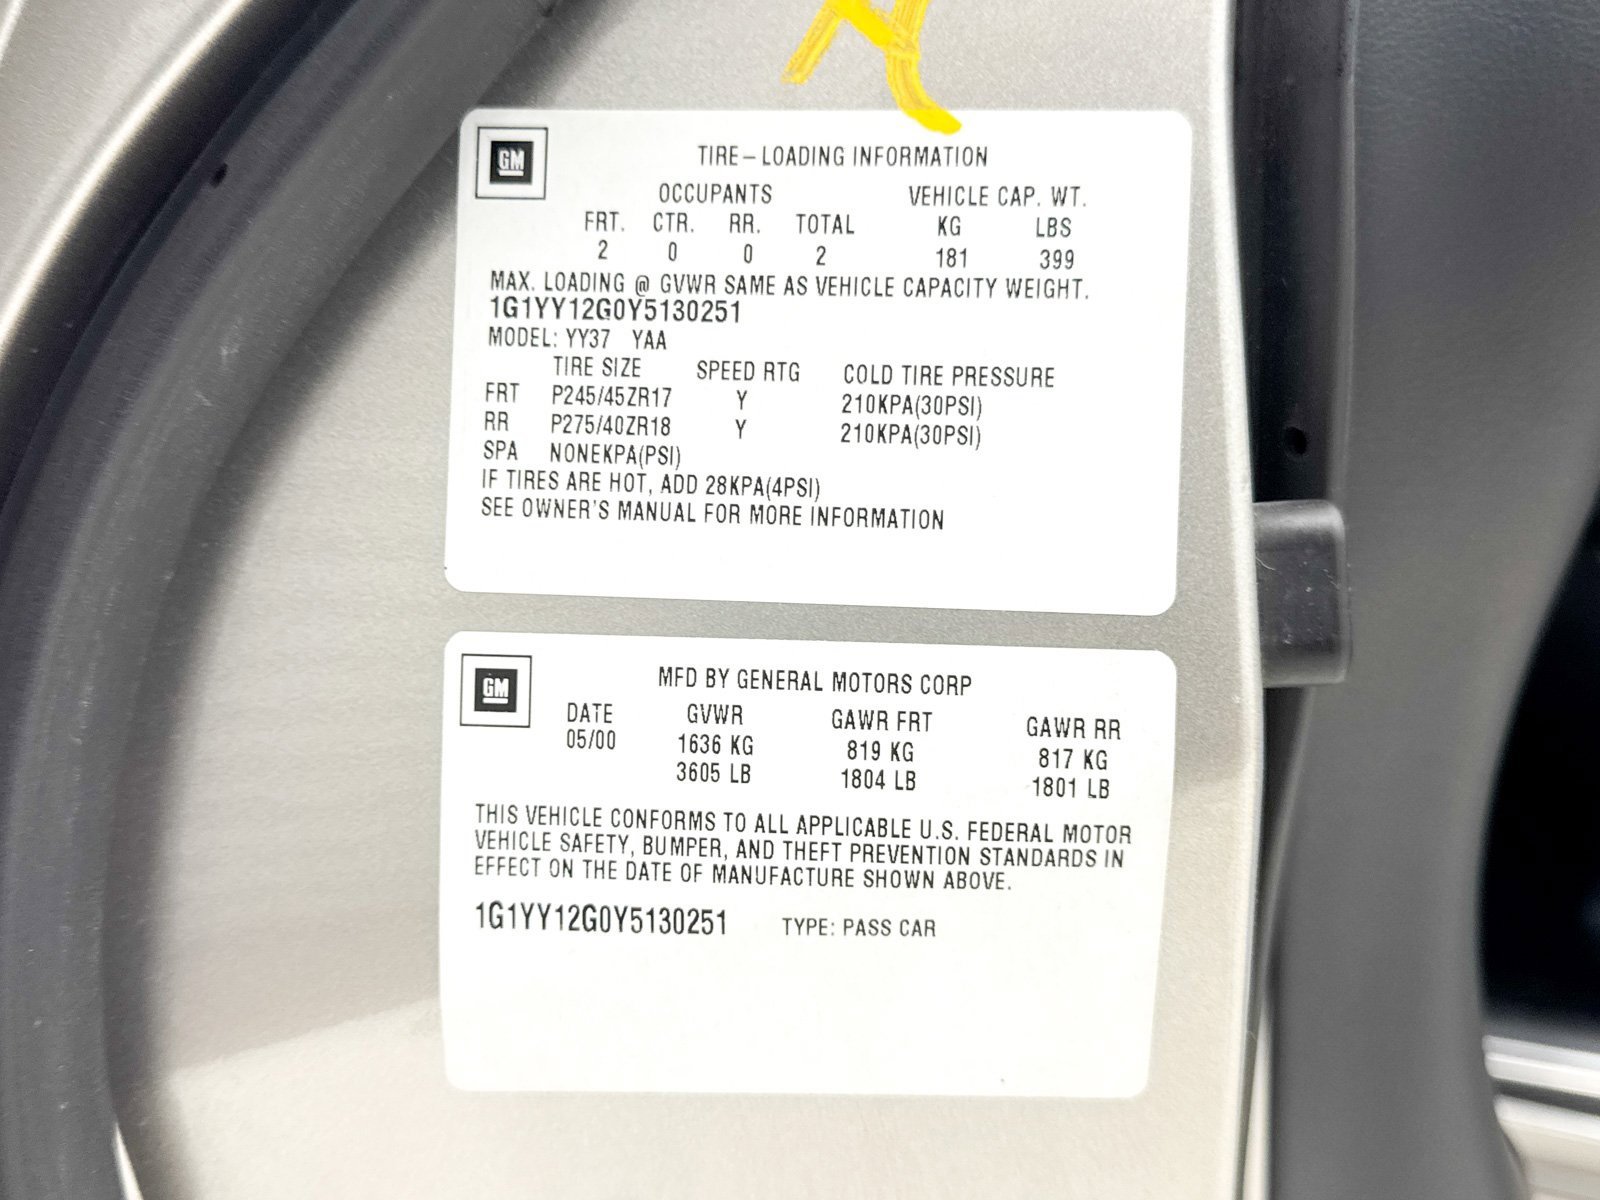 GM
TIRE–LOADING INFORMATION
OCCUPANTS VEHICLE CAP. WT.
FRT. CTR. RR. TOTAL KG LBS
2 0 0 2 181 399
MAX. LOADING @ GVWR SAME AS VEHICLE CAPACITY WEIGHT.
1G1YY12G0Y5130251
MODEL: YY37 YAA
TIRE SIZE SPEED RTG COLD TIRE PRESSURE
FRT P245/45ZR17 Y 210KPA(30PSI)
RR P275/40ZR18 Y 210KPA(30PSI)
SPA NONEKPA(PSI)
IF TIRES ARE HOT, ADD 28KPA(4PSI)
SEE OWNER'S MANUAL FOR MORE INFORMATION
GM
MFD BY GENERAL MOTORS CORP
DATE GVWR GAWR FRT GAWR RR
05/00 1636 KG 819 KG 817 KG
3605 LB 1804 LB 1801 LB
THIS VEHICLE CONFORMS TO ALL APPLICABLE U.S. FEDERAL MOTOR
VEHICLE SAFETY, BUMPER, AND THEFT PREVENTION STANDARDS IN
EFFECT ON THE DATE OF MANUFACTURE SHOWN ABOVE.
1G1YY12G0Y5130251 TYPE: PASS CAR